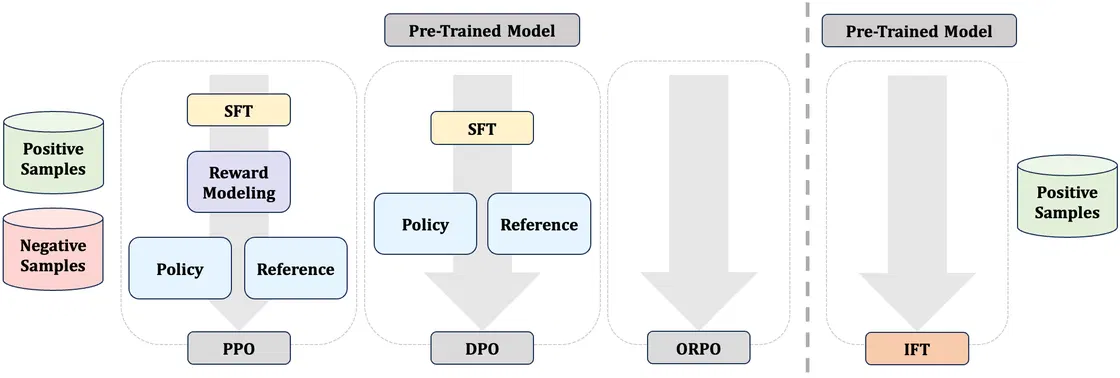 Pre-Trained Model
Positive
Samples
Negative
Samples
SFT
Reward
Modeling
Policy
Reference
PPO
SFT
Policy
Reference
DPO
ORPO
Pre-Trained Model
IFT
Positive
Samples